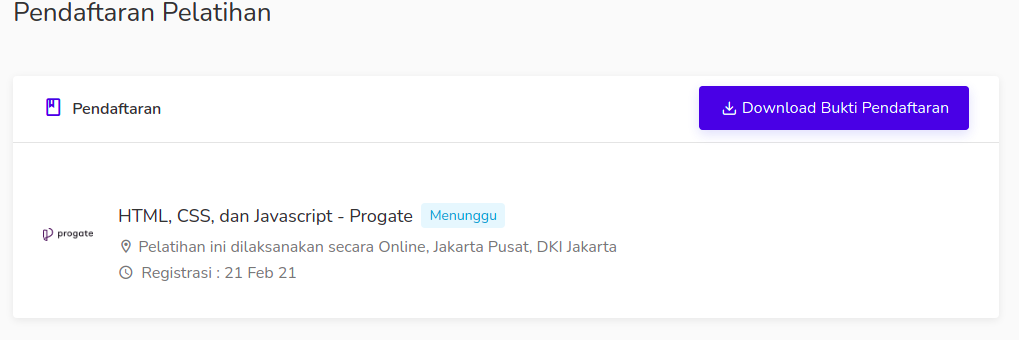 Pendaftaran Pelatihan
Pendaftaran
Download Bukti Pendaftaran
HTML, CSS, dan Javascript - Progate Menunggu
progate
Pelatihan ini dilaksanakan secara Online, Jakarta Pusat, DKI Jakarta
Registrasi : 21 Feb 21